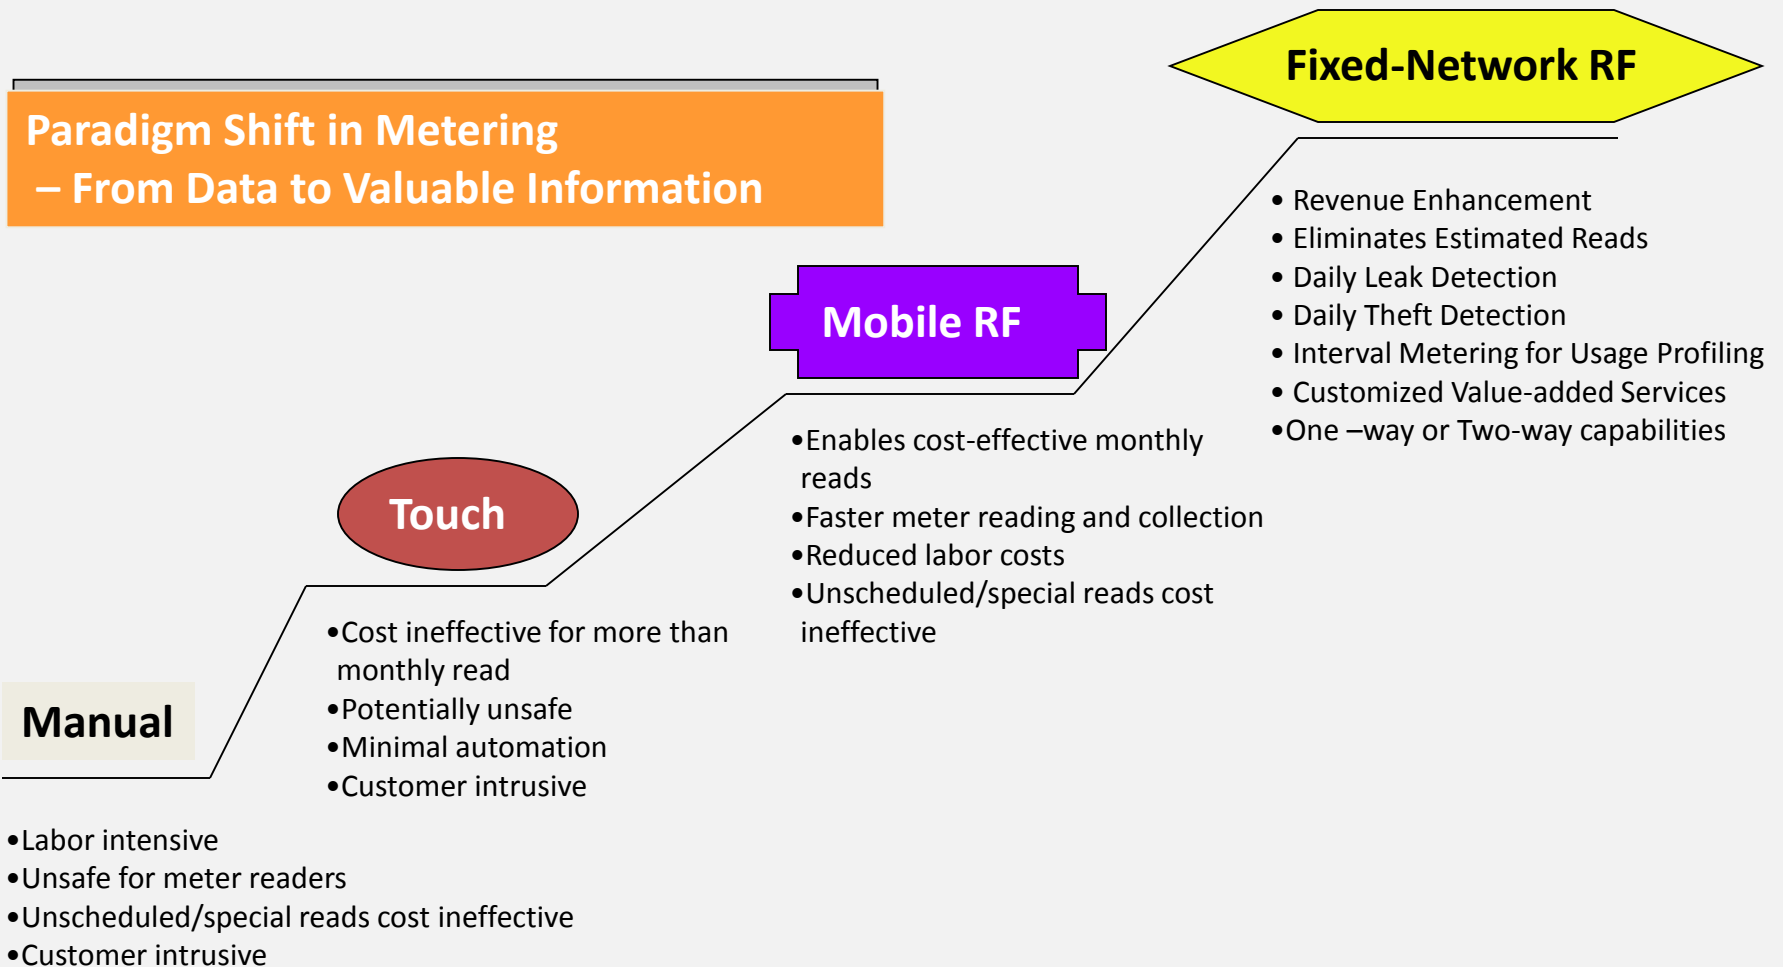 Paradigm Shift in Metering
– From Data to Valuable Information
Fixed-Network RF
• Revenue Enhancement
• Eliminates Estimated Reads
• Daily Leak Detection
• Daily Theft Detection
• Interval Metering for Usage Profiling
• Customized Value-added Services
•One –way or Two-way capabilities
Mobile RF
•Enables cost-effective monthly
reads
•Faster meter reading and collection
•Reduced labor costs
•Unscheduled/special reads cost
ineffective
Touch
•Cost ineffective for more than
monthly read
•Potentially unsafe
•Minimal automation
•Customer intrusive
Manual
•Labor intensive
•Unsafe for meter readers
•Unscheduled/special reads cost ineffective
•Customer intrusive